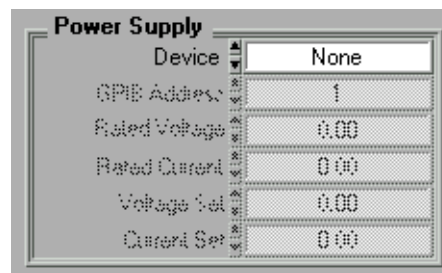 Power Supply
Device None
GPIB Address 1
Rated Voltage 0.00
Rated Current 0.00
Voltage Set 0.00
Current Set 0.00